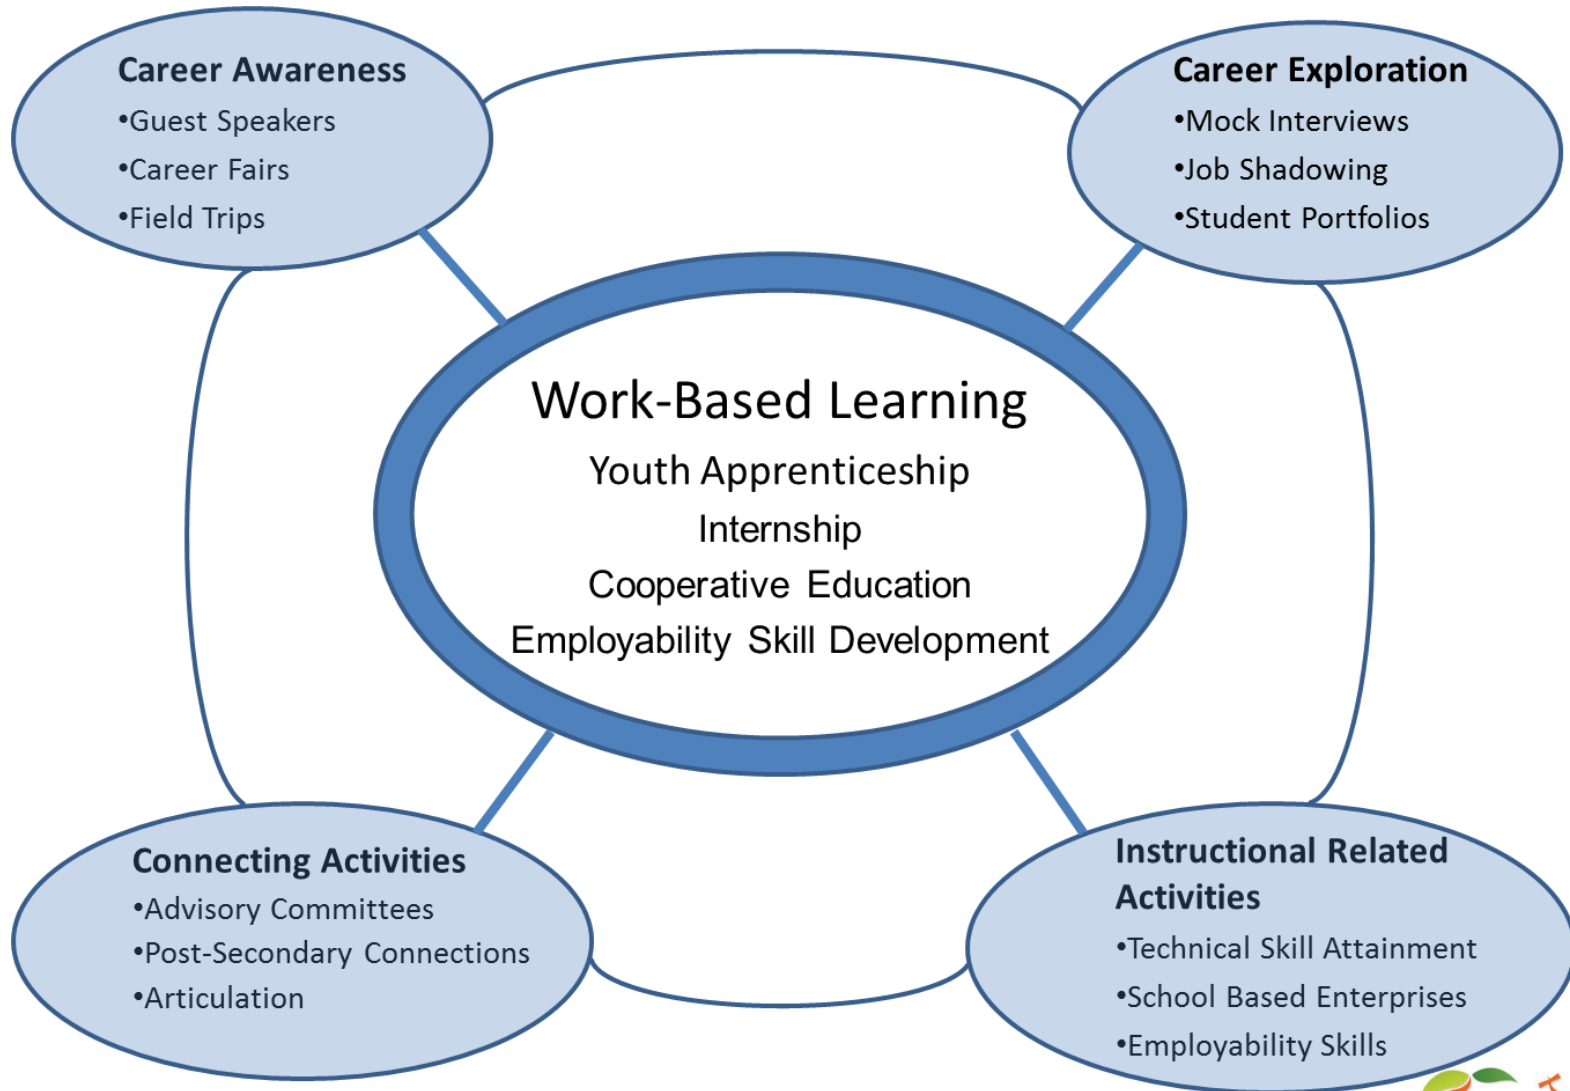 Career Awareness
•Guest Speakers
•Career Fairs
•Field Trips
Career Exploration
•Mock Interviews
•Job Shadowing
•Student Portfolios
Work-Based Learning
Youth Apprenticeship
Internship
Cooperative Education
Employability Skill Development
Connecting Activities
•Advisory Committees
•Post-Secondary Connections
•Articulation
Instructional Related
Activities
•Technical Skill Attainment
•School Based Enterprises
•Employability Skills